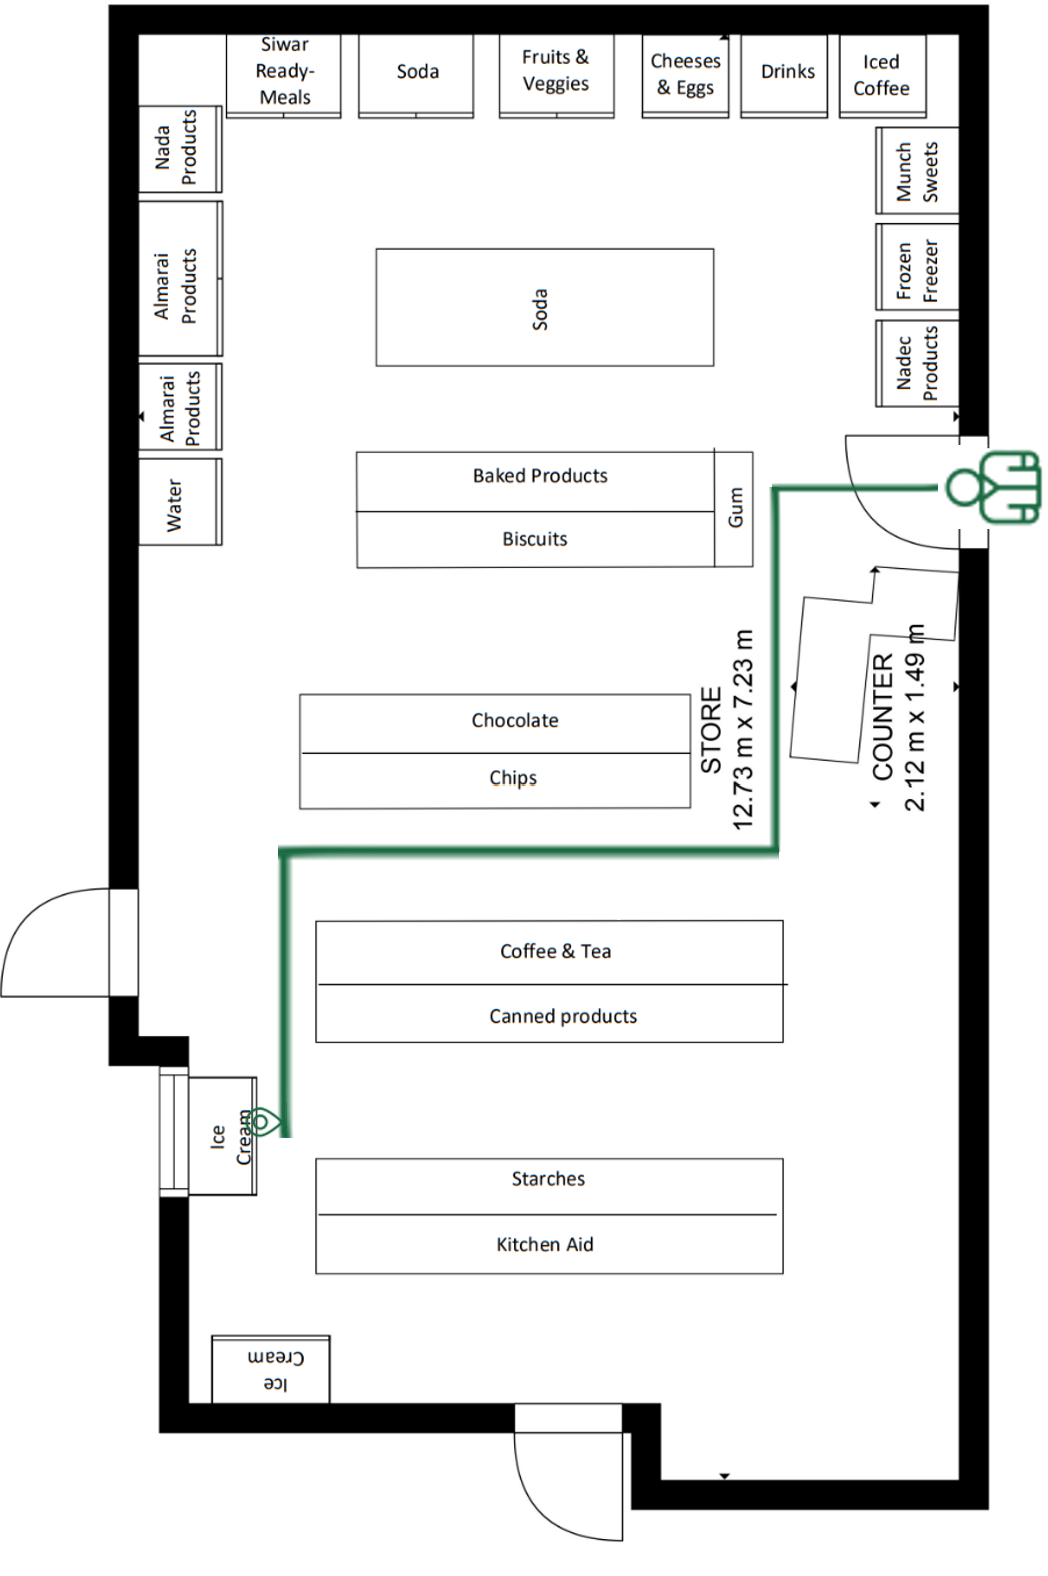 Siwar
Ready-
Meals
Soda
Fruits &
Veggies
Cheeses
& Eggs
Drinks
Iced
Coffee
Nada
Products
Munch
Sweets
Almarai
Products
Frozen
Freezer
Soda
Nadec
Products
Almarai
Products
Water
Baked Products
Biscuits
Gum
STORE
12.73 m x 7.23 m
COUNTER
2.12 m x 1.49 m
Chocolate
Chips
Coffee & Tea
Canned products
Ice
Cream
Starches
Kitchen Aid
Ice
Cream